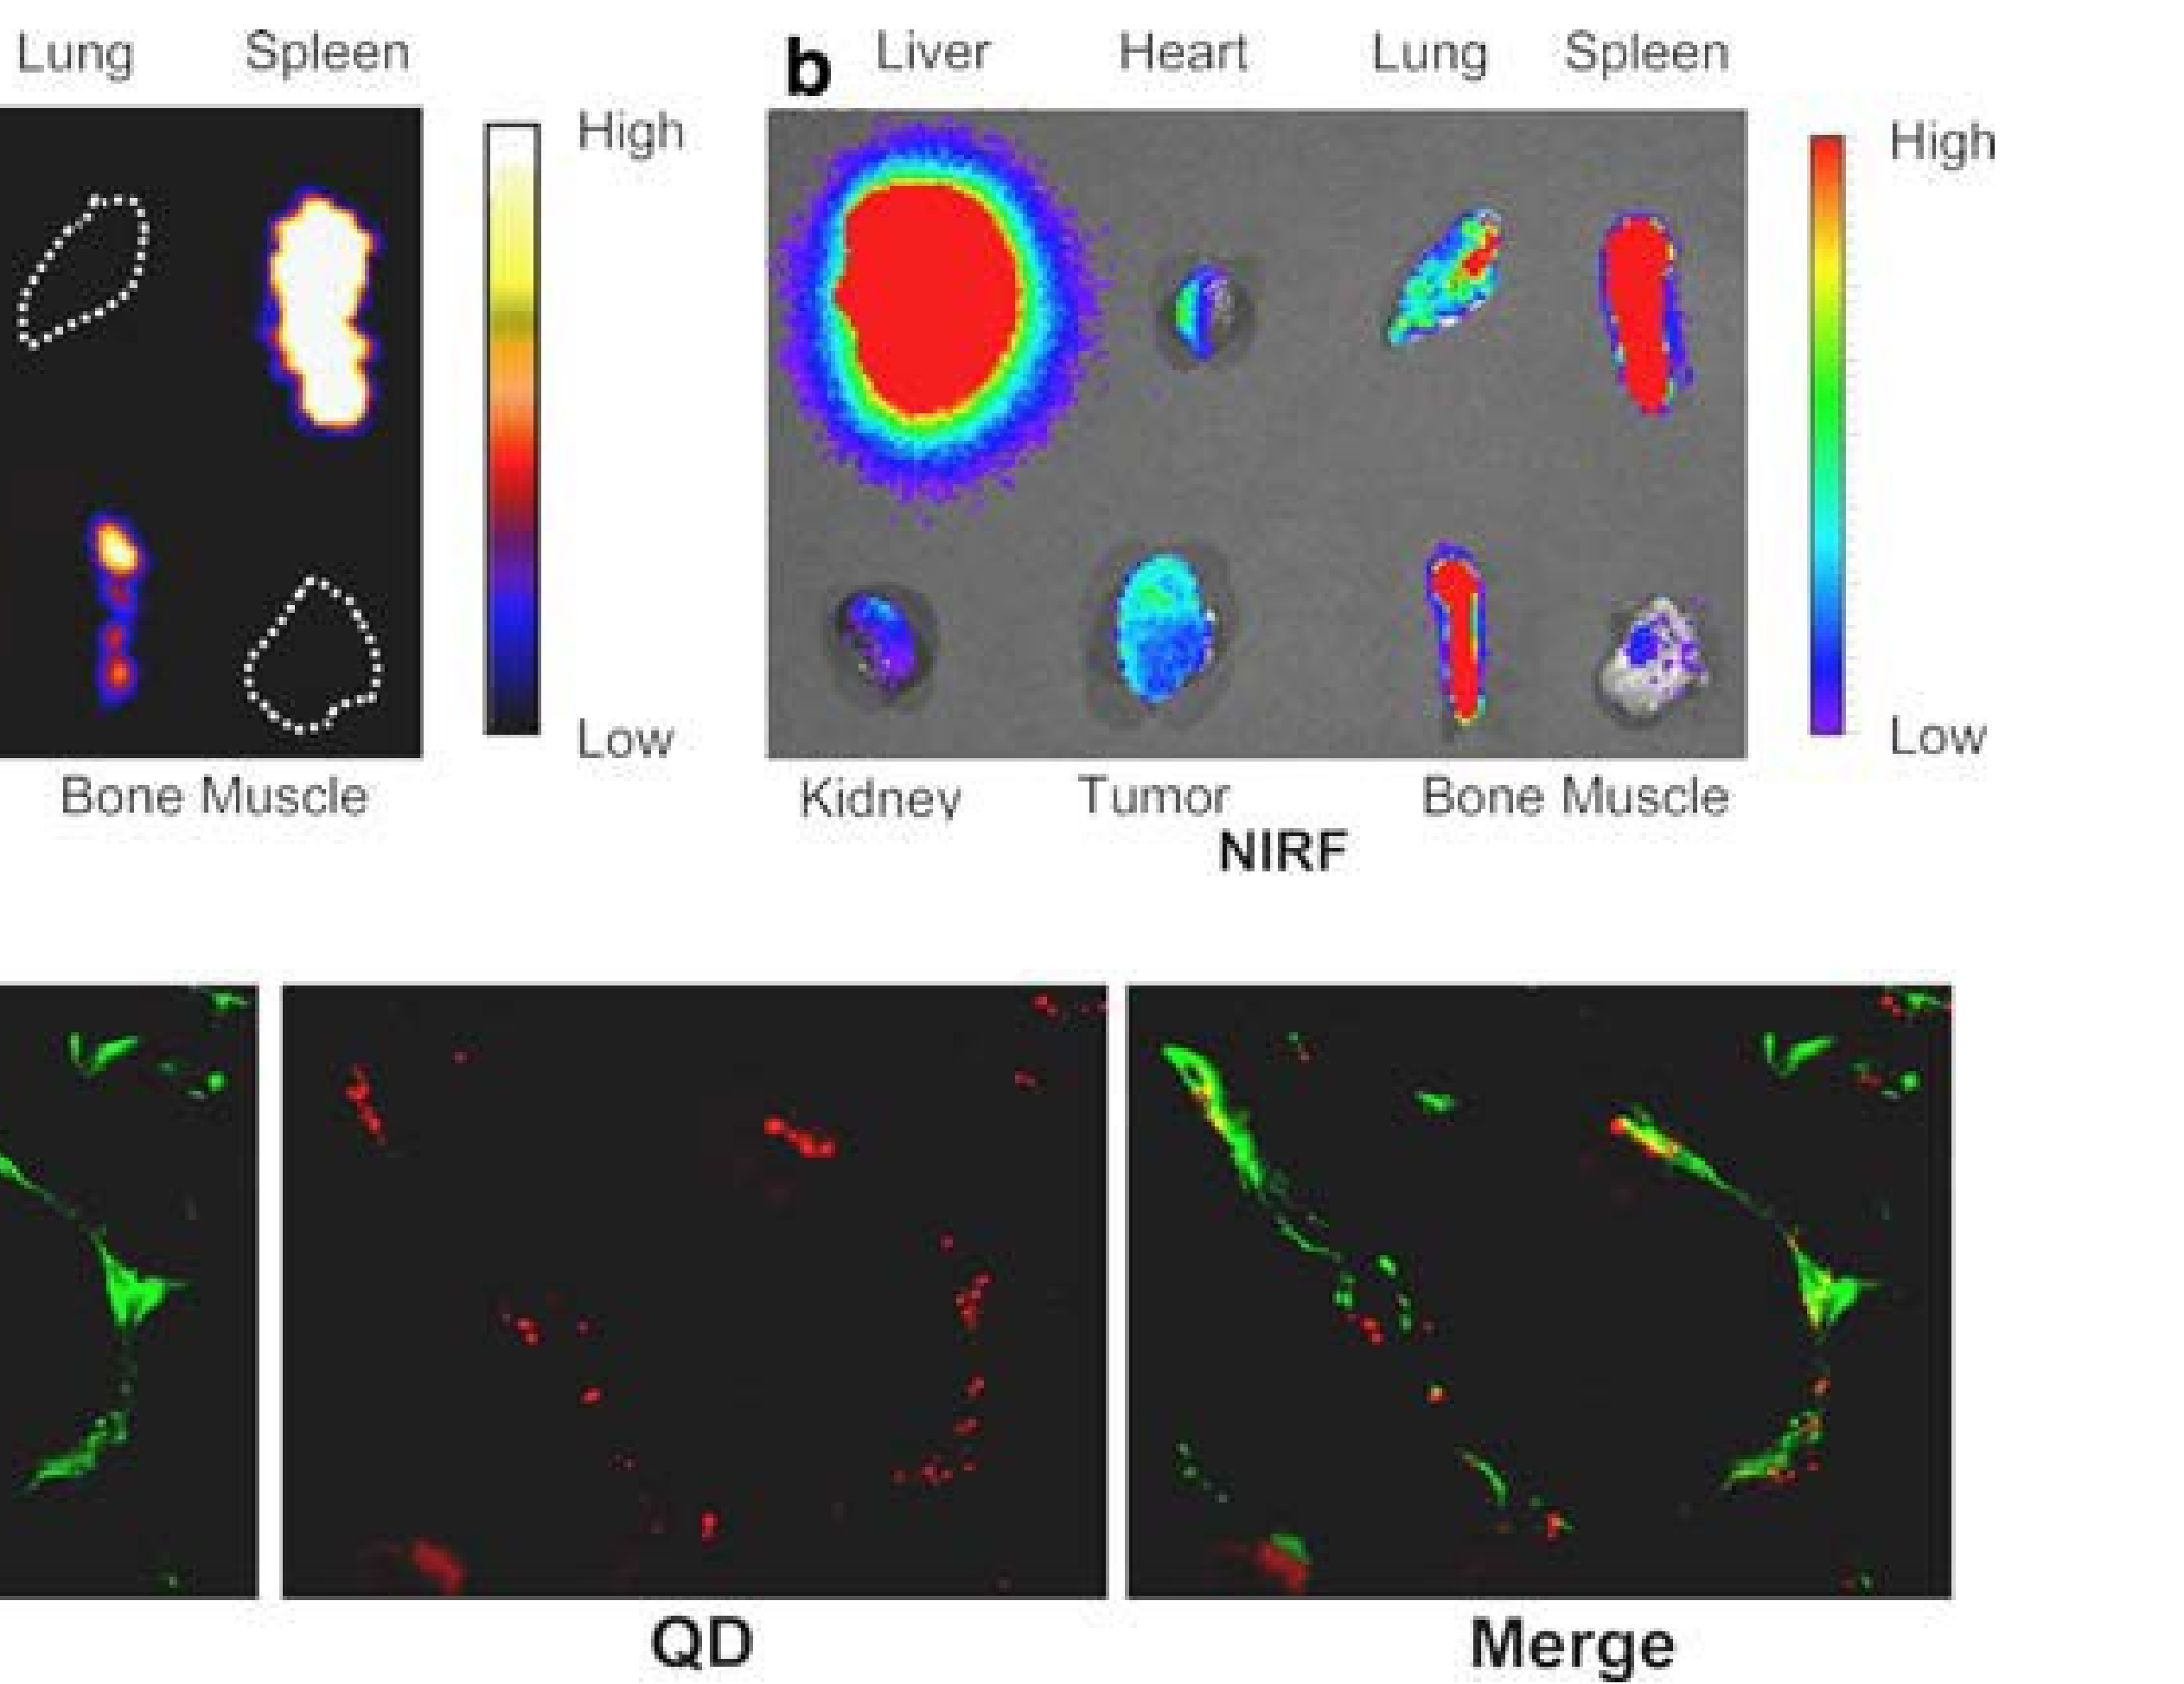 Lung Spleen
High
Low
Bone Muscle
b Liver Heart Lung Spleen
High
Low
Kidney Tumor Bone Muscle
NIRF
QD Merge